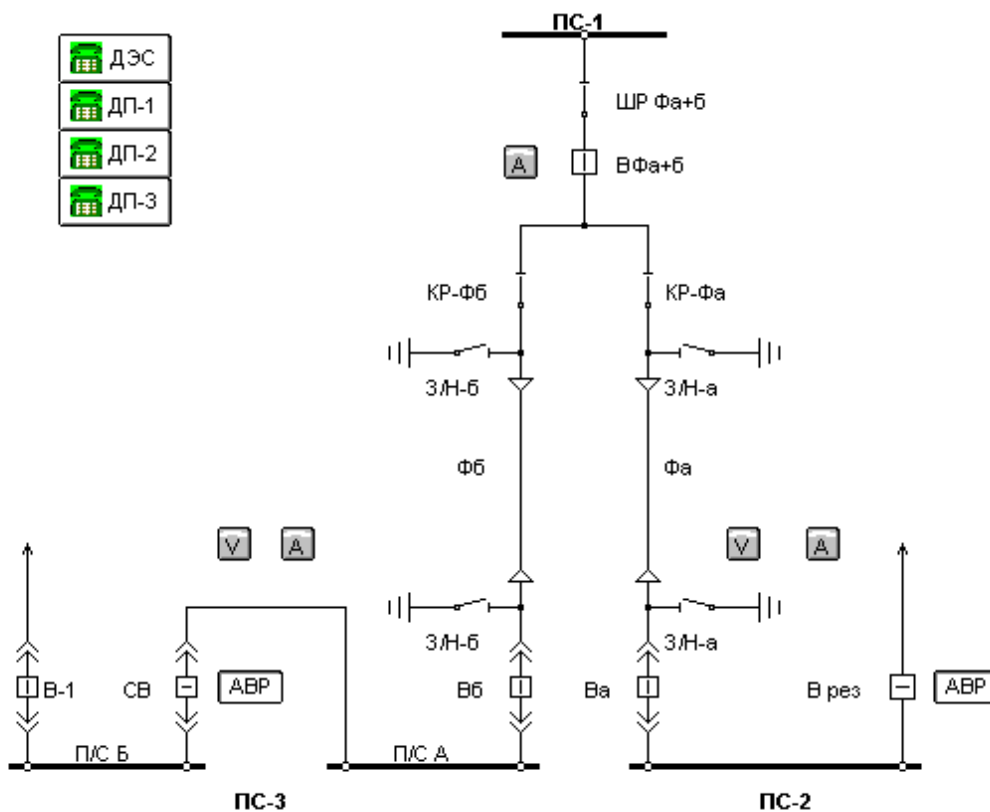 ПС-1
ДЭС
ДП-1
ДП-2
ДП-3
ШР Фа+б
А
ВФа+б
КР-Фб
КР-Фа
З/Н-б
З/Н-а
Фб
Фа
V
А
V
А
З/Н-б
З/Н-а
В-1
СВ
АВР
Вб
Ва
В рез
АВР
П/С Б
П/С А
ПС-3
ПС-2